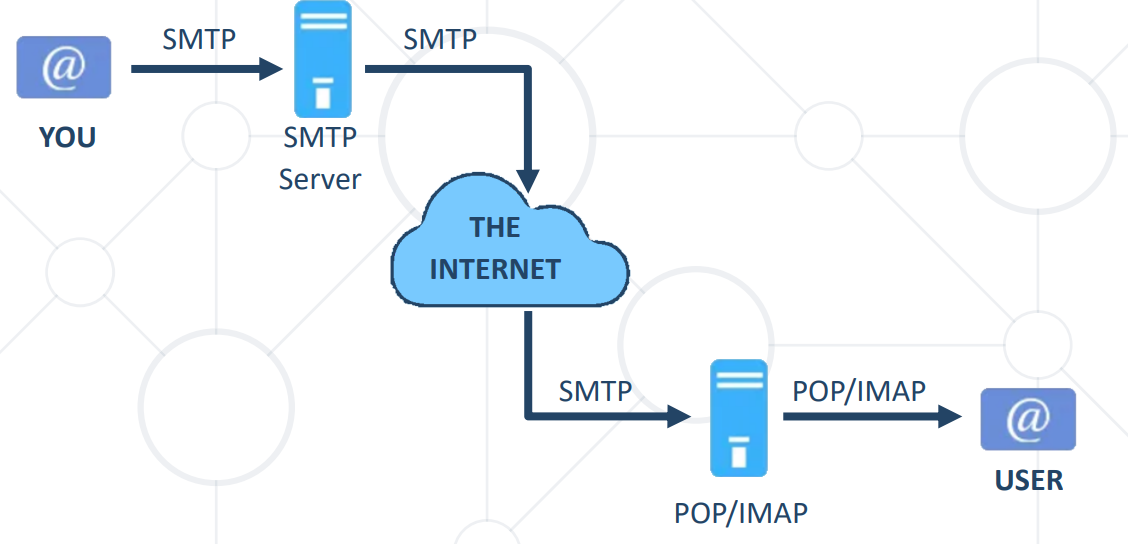 SMTP
SMTP
@
YOU
SMTP
Server
THE
INTERNET
SMTP
POP/IMAP
@
USER
POP/IMAP